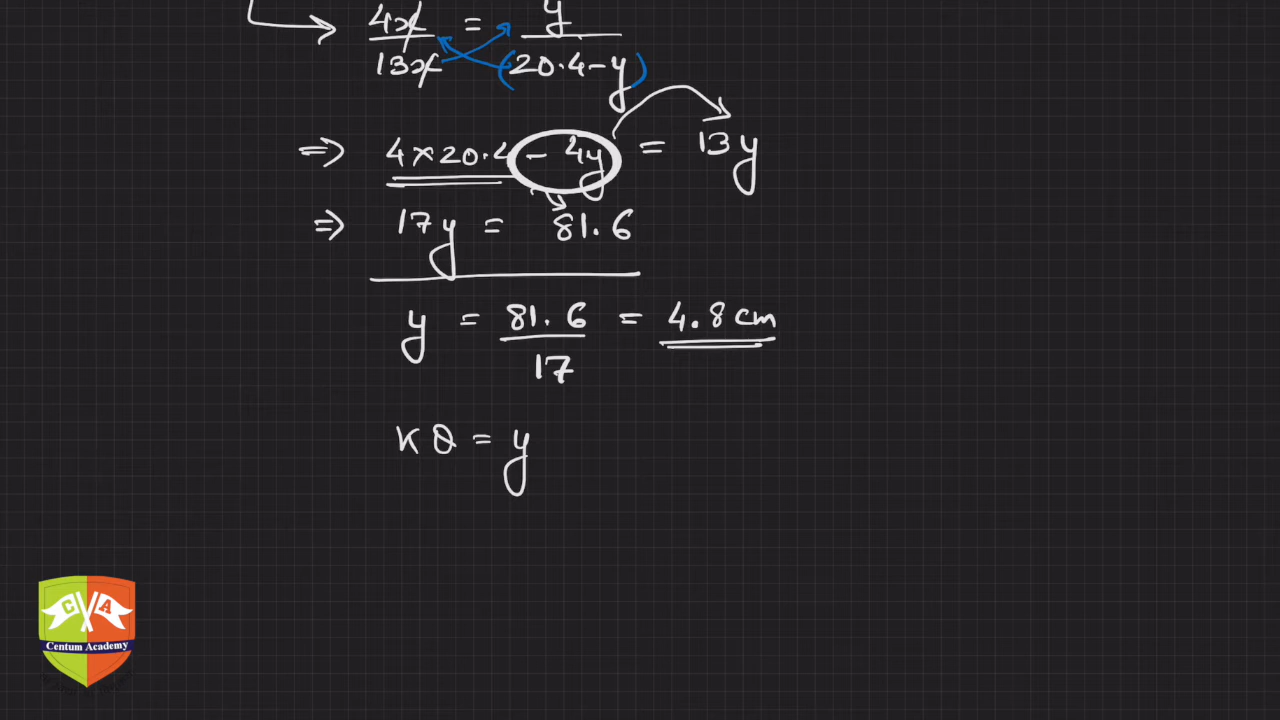 4x/13x = y/(20.4-y)
⇒ 4×20.4 - 4y = 13y
⇒ 17y = 81.6
y = 81.6/17 = 4.8 cm
KQ = y
C A
Centum Academy